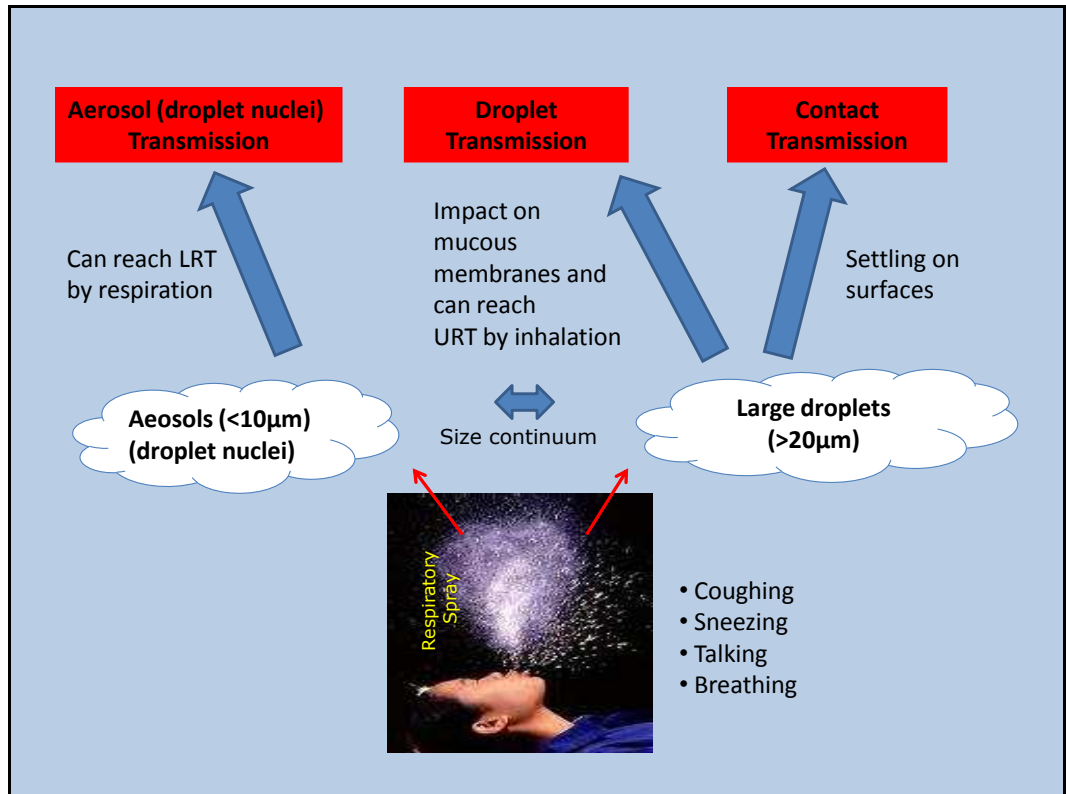 Aerosol (droplet nuclei)
Transmission
Droplet
Transmission
Contact
Transmission
Can reach LRT
by respiration
Impact on
mucous
membranes and
can reach
URT by inhalation
Settling on
surfaces
Aeosols (<10µm)
(droplet nuclei)
Size continuum
Large droplets
(>20µm)
Respiratory
Spray
• Coughing
• Sneezing
• Talking
• Breathing